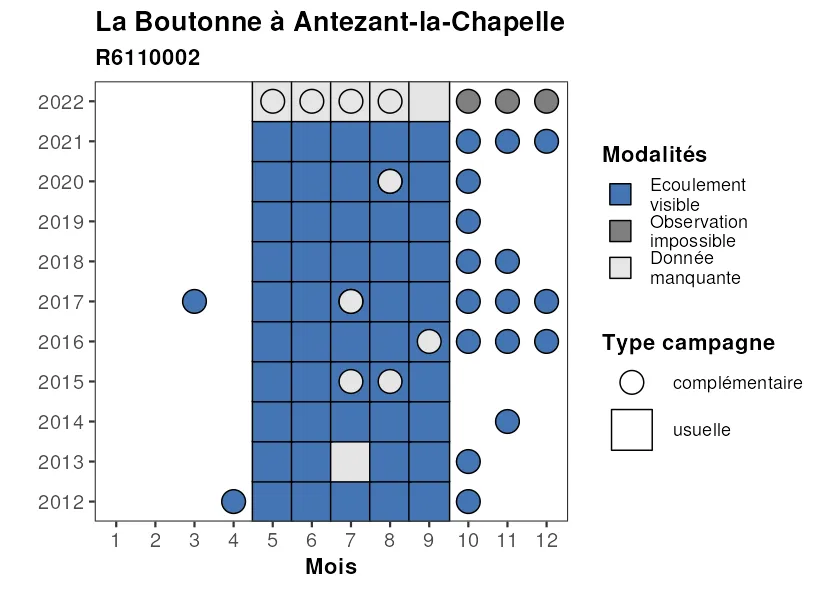 La Boutonne à Antezant-la-Chapelle
R6110002
2022
2021
2020
2019
2018
2017
2016
2015
2014
2013
2012
1 2 3 4 5 6 7 8 9 10 11 12
Mois
Modalités
Ecoulement
visible
Observation
impossible
Donnée
manquante
Type campagne
complémentaire
usuelle